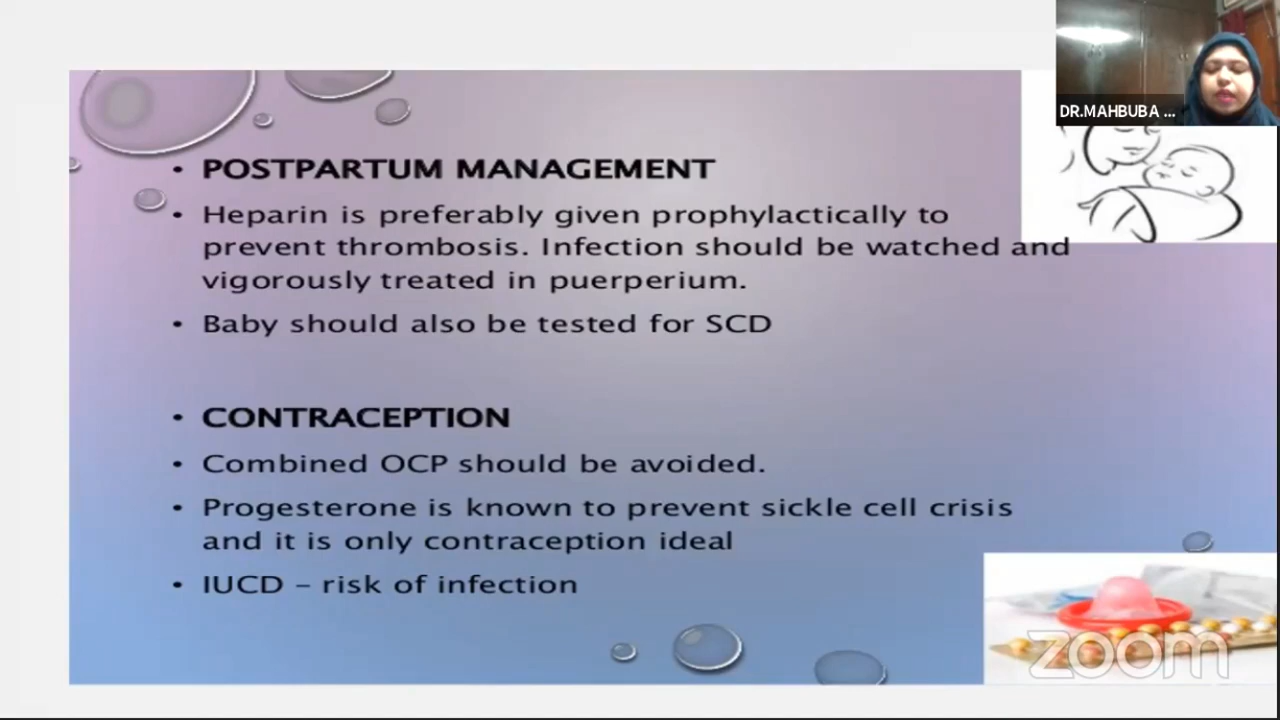 DR.MAHBUBA ...
• POSTPARTUM MANAGEMENT
• Heparin is preferably given prophylactically to
prevent thrombosis. Infection should be watched and
vigorously treated in puerperium.
• Baby should also be tested for SCD
• CONTRACEPTION
• Combined OCP should be avoided.
• Progesterone is known to prevent sickle cell crisis
and it is only contraception ideal
• IUCD – risk of infection
zoom